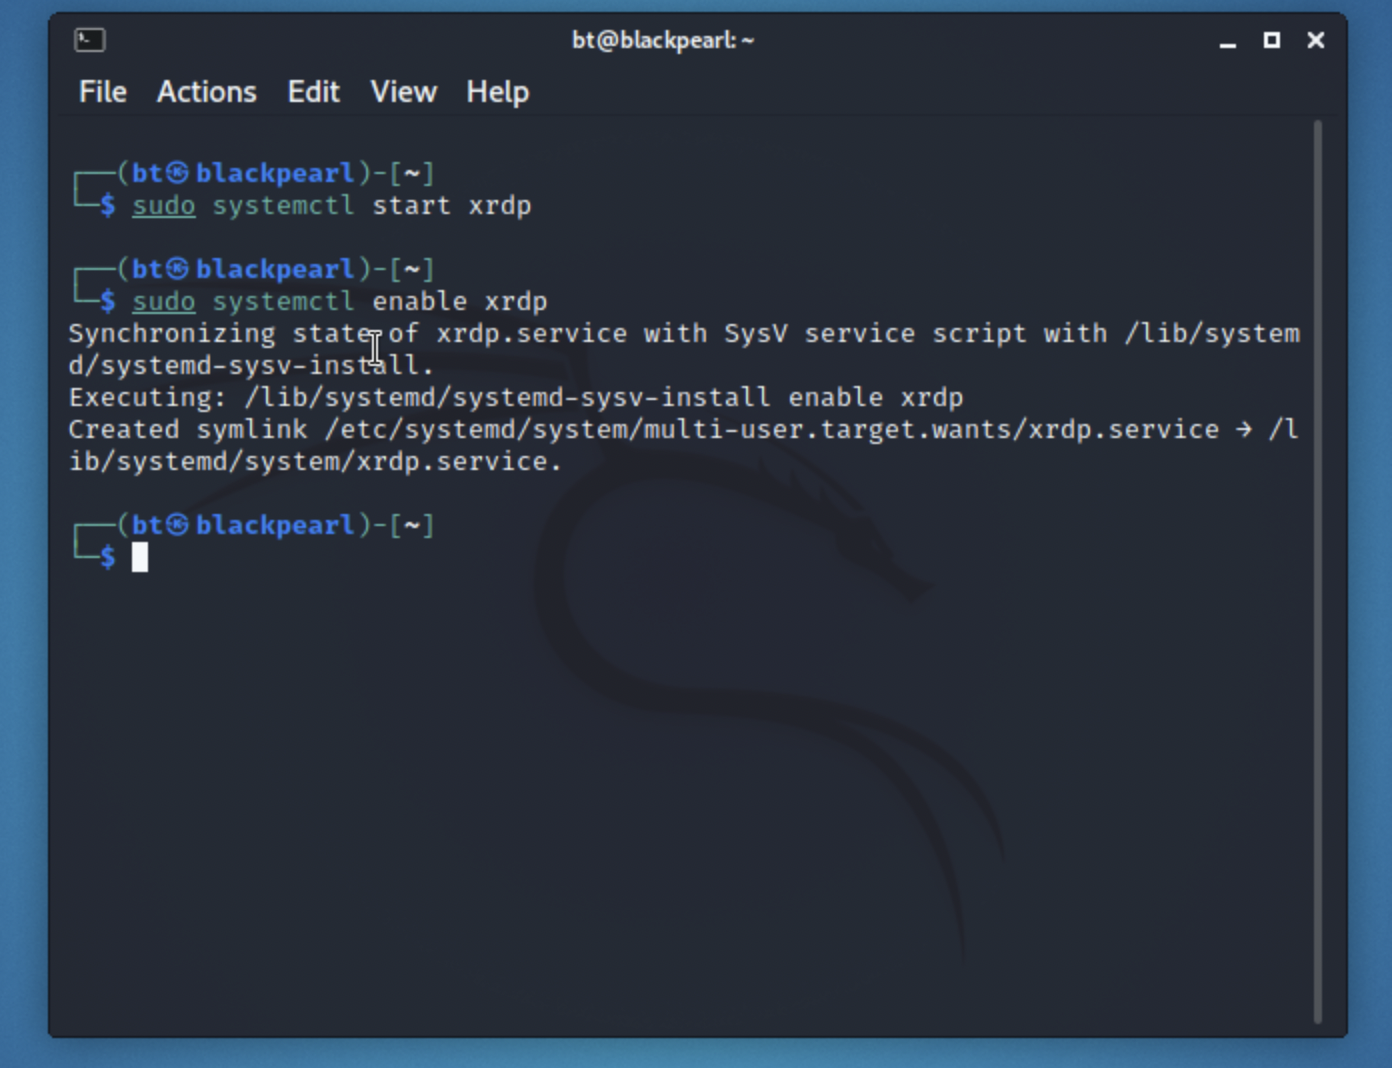 bt@blackpearl: ~
File Actions Edit View Help
┌──(bt㉿blackpearl)-[~]
└─$ sudo systemctl start xrdp
┌──(bt㉿blackpearl)-[~]
└─$ sudo systemctl enable xrdp
Synchronizing state of xrdp.service with SysV service script with /lib/system
d/systemd-sysv-install.
Executing: /lib/systemd/systemd-sysv-install enable xrdp
Created symlink /etc/systemd/system/multi-user.target.wants/xrdp.service → /l
ib/systemd/system/xrdp.service.
┌──(bt㉿blackpearl)-[~]
└─$